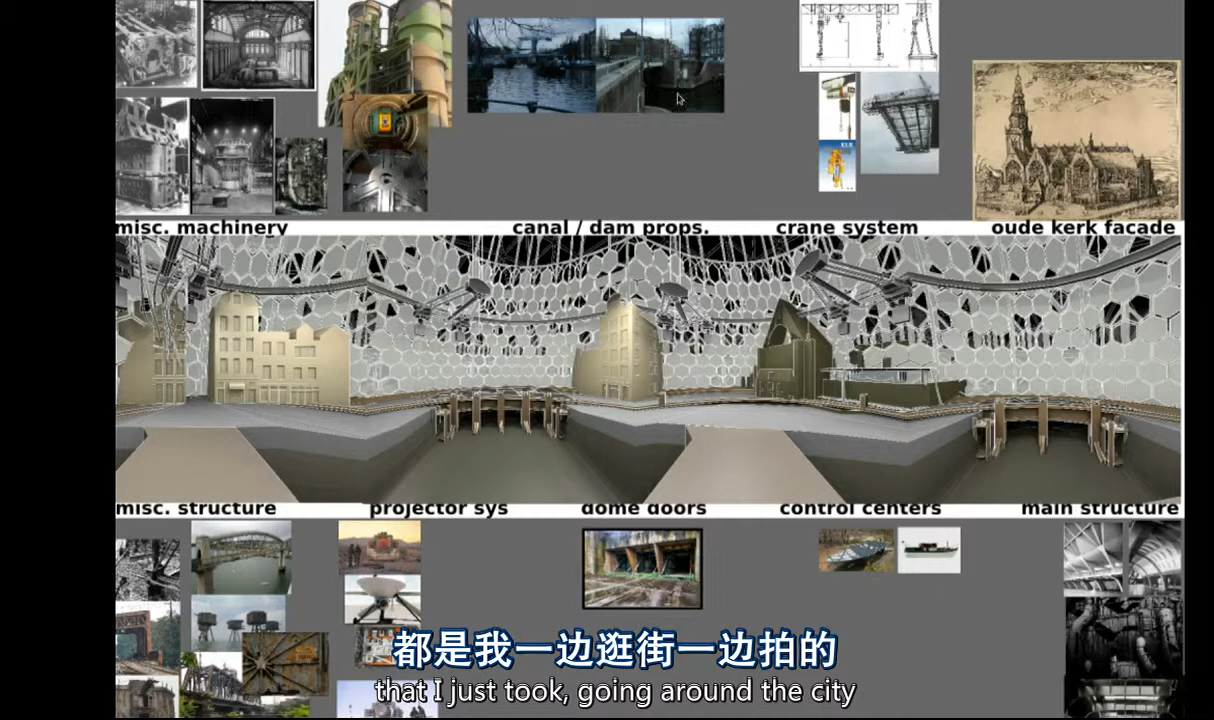 misc. machinery
canal / dam props.
crane system
oude kerk facade
misc. structure
projector sys
dome doors
control centers
main structure
都是我一边逛街一边拍的
that I just took, going around the city